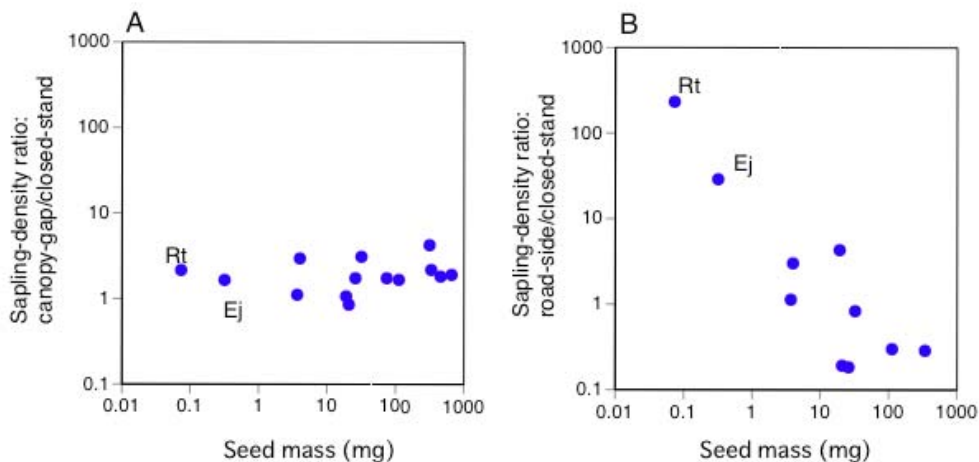 A
Sapling-density ratio:
canopy-gap/closed-stand
1000
100
10
1
0.1
Rt
Ej
0.01 0.1 1 10 100 1000
Seed mass (mg)
B
Sapling-density ratio:
road-side/closed-stand
1000
100
10
1
0.1
Rt
Ej
0.01 0.1 1 10 100 1000
Seed mass (mg)